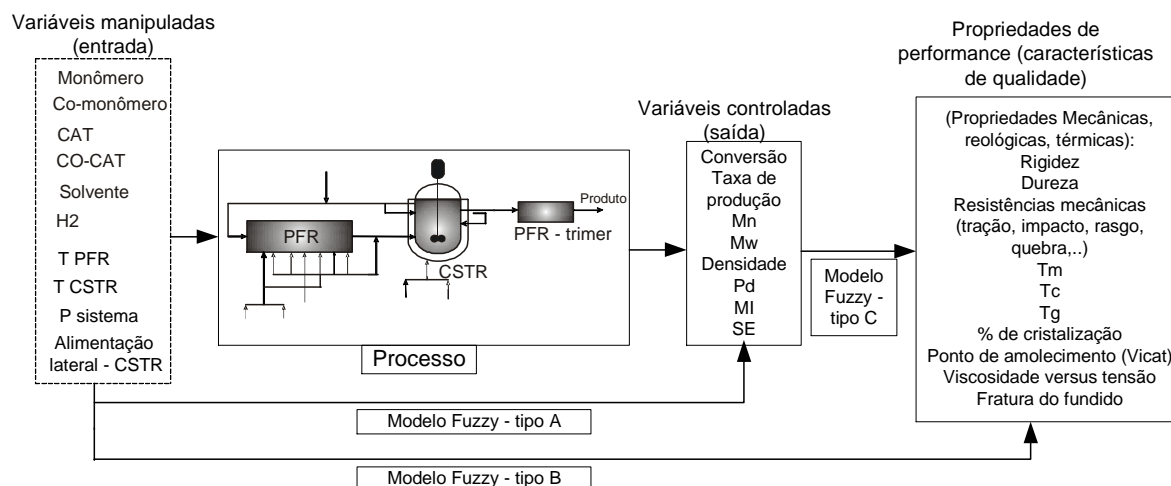 Variáveis manipuladas
(entrada)
Monômero
Co-monômero
CAT
CO-CAT
Solvente
H2
T PFR
T CSTR
P sistema
Alimentação
lateral - CSTR
PFR
CSTR
PFR - trimer
Produto
Processo
Variáveis controladas
(saída)
Conversão
Taxa de
produção
Mn
Mw
Densidade
Pd
MI
SE
Modelo
Fuzzy -
tipo C
Propriedades de
performance (características
de qualidade)
(Propriedades Mecânicas,
reológicas, térmicas):
Rigidez
Dureza
Resistências mecânicas
(tração, impacto, rasgo,
quebra,..)
Tm
Tc
Tg
% de cristalização
Ponto de amolecimento (Vicat)
Viscosidade versus tensão
Fratura do fundido
Modelo Fuzzy - tipo A
Modelo Fuzzy - tipo B